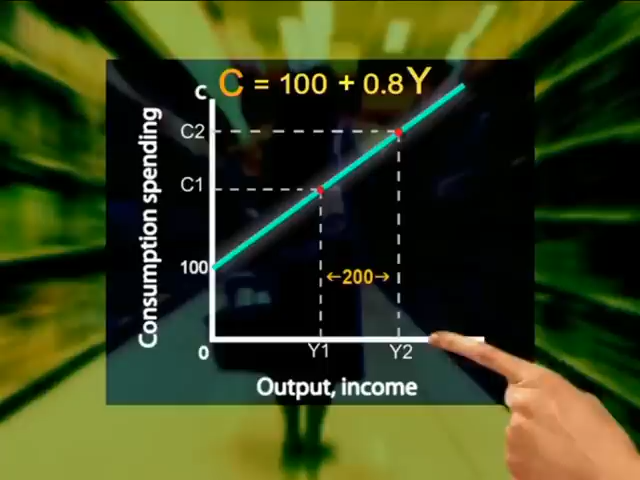 C = 100 + 0.8Y
C
Consumption spending
C2
C1
100
←200→
0
Y1
Y2
Output, income